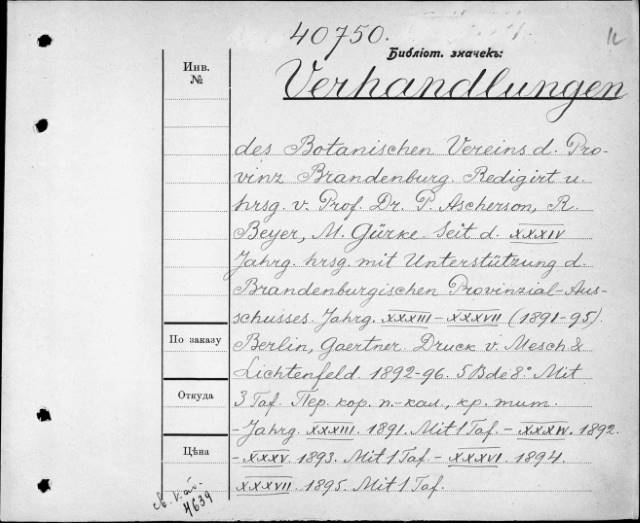 40750.
Библiот. значекъ:
Инв.
№
Verhandlungen
des Botanischen Vereins d. Pro-
vinz Brandenburg. Redigirt u.
hrsg. v. Prof. Dr. P. Ascherson, R.
Beyer, M. Gürke. Seit d. XXXIV
Jahrg. hrsg. mit Unterstützung d.
Brandenburgischen Provinzial-Aus-
schusses. Jahrg. XXXIII-XXXVII (1891-95).
Berlin, Gaertner. Druck v. Mesch &
Lichtenfeld. 1892-96. 5 Bde 8°. Mit
3 Taf. Пер. кор. п.-кал., кр. тит.
- Jahrg. XXXIII. 1891. Mit 1 Taf. - XXXIV. 1892.
- XXXV. 1893. Mit 1 Taf. - XXXVI. 1894.
XXXVII. 1895. Mit 1 Taf.
По заказу
Откуда
Цѣна
4639